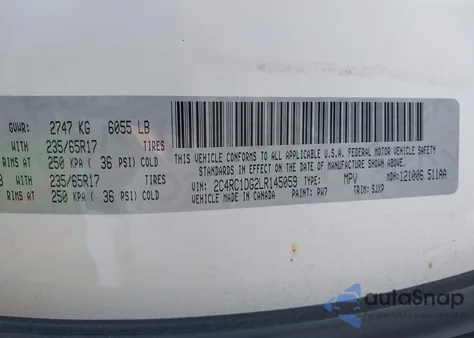 GVWR: 2747 KG 6055 LB
WITH 235/65R17 TIRES
RIMS AT 250 KPA ( 36 PSI) COLD
WITH 235/65R17 TIRES
RIMS AT 250 KPA ( 36 PSI) COLD
THIS VEHICLE CONFORMS TO ALL APPLICABLE U.S.A. FEDERAL MOTOR VEHICLE SAFETY
STANDARDS IN EFFECT ON THE DATE OF MANUFACTURE SHOWN ABOVE.
VIN: 2C4RC1DG2LR145059 TYPE: MPV MDH: 121006 511AA
VEHICLE MADE IN CANADA PAINT: PW7 TRIM:
autoSnap